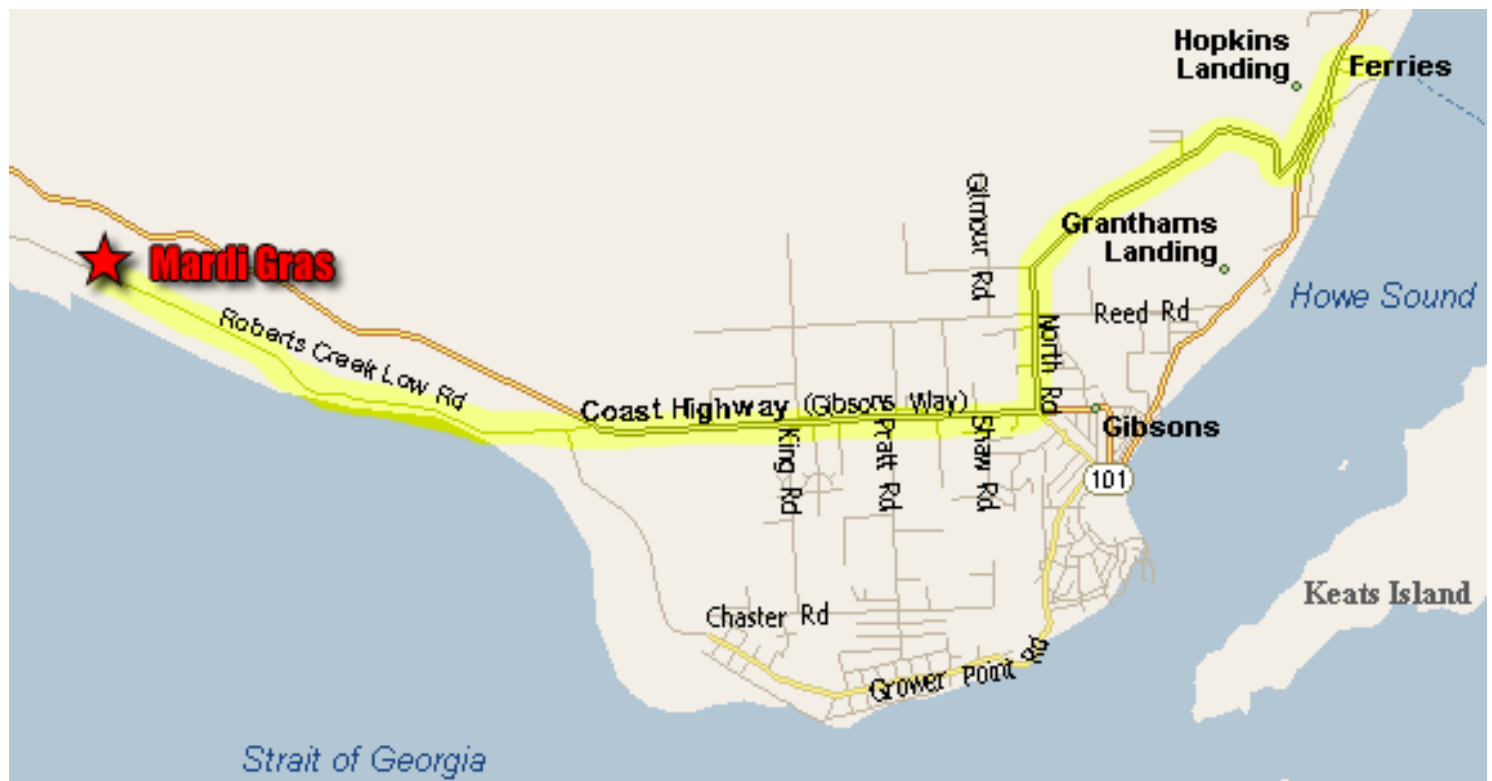 Hopkins
Landing
Ferries
Gilmour Rd
Granthams
Landing
Mardi Gras
Howe Sound
Reed Rd
Roberts Creek Low Rd
North Rd
Coast Highway (Gibsons Way)
Gibsons
King Rd
Pratt Rd
Shaw Rd
101
Keats Island
Chaster Rd
Grower Point Rd
Strait of Georgia